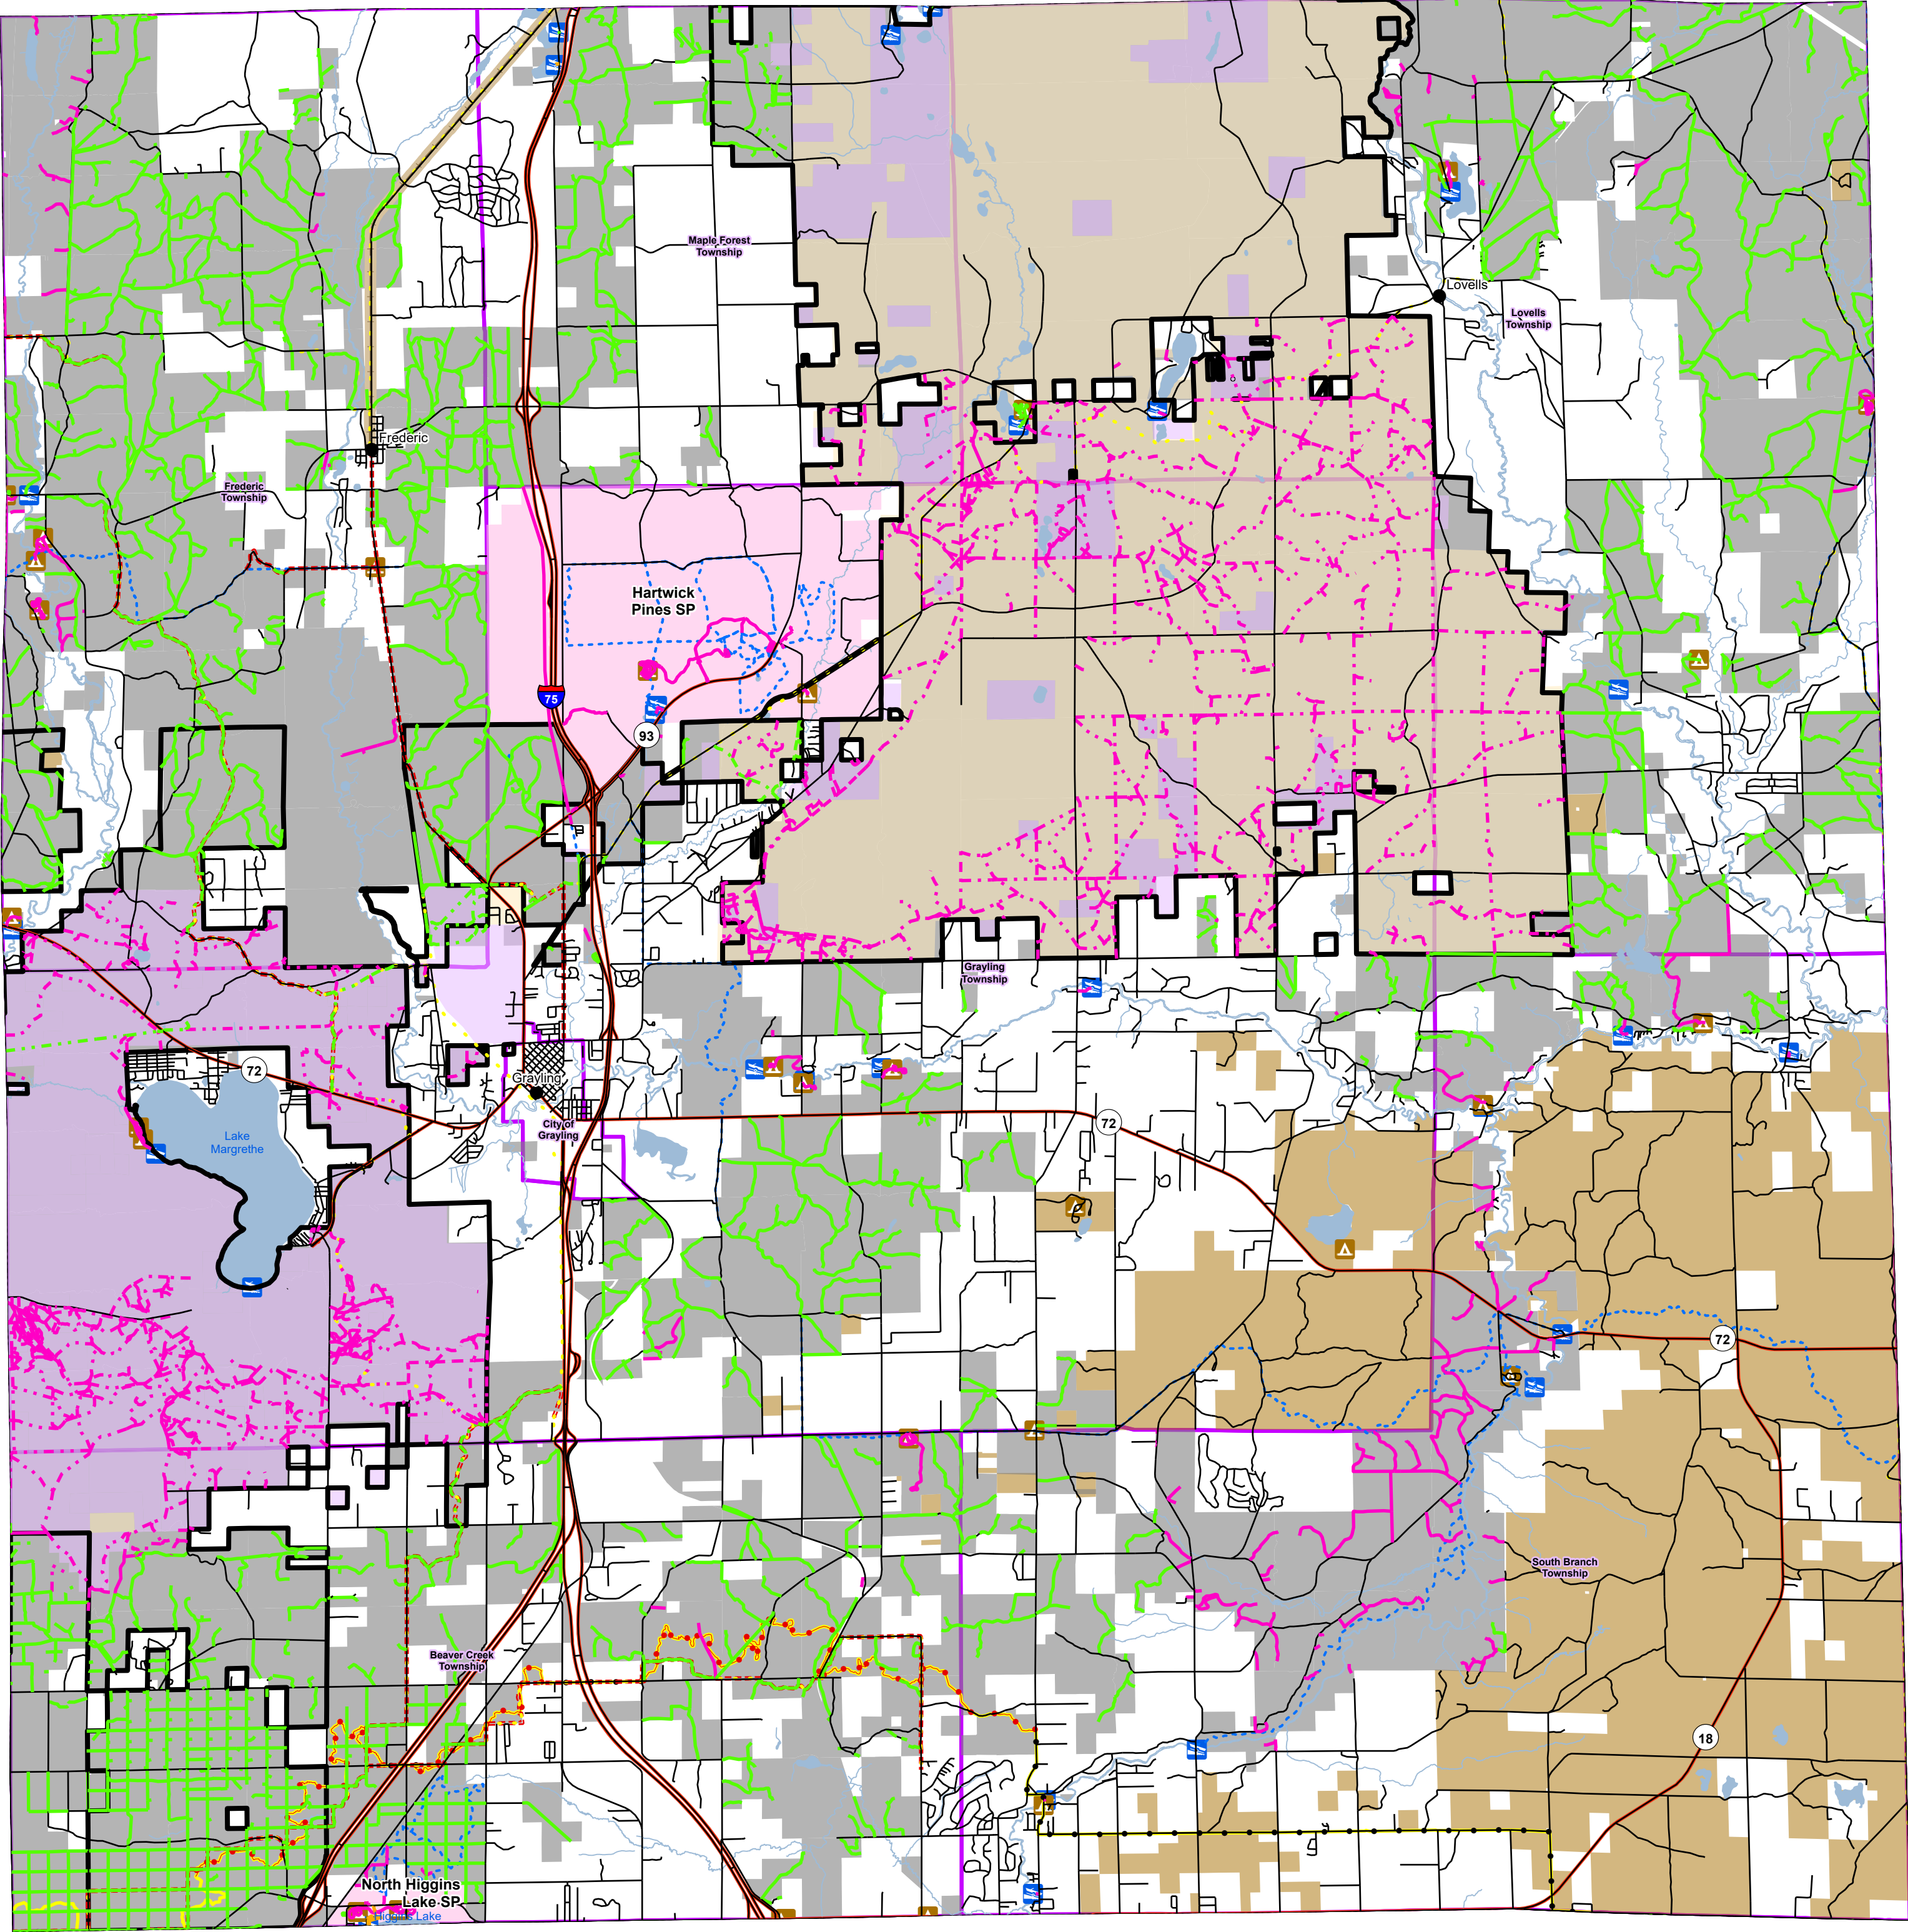 Maple Forest
Township
Lovells
Lovells
Township
Frederic
Frederic
Township
Hartwick
Pines SP
75
93
Grayling
Township
72
Grayling
City of
Grayling
Lake
Margrethe
72
72
South Branch
Township
Beaver Creek
Township
18
North Higgins
Lake SP
Higgins Lake